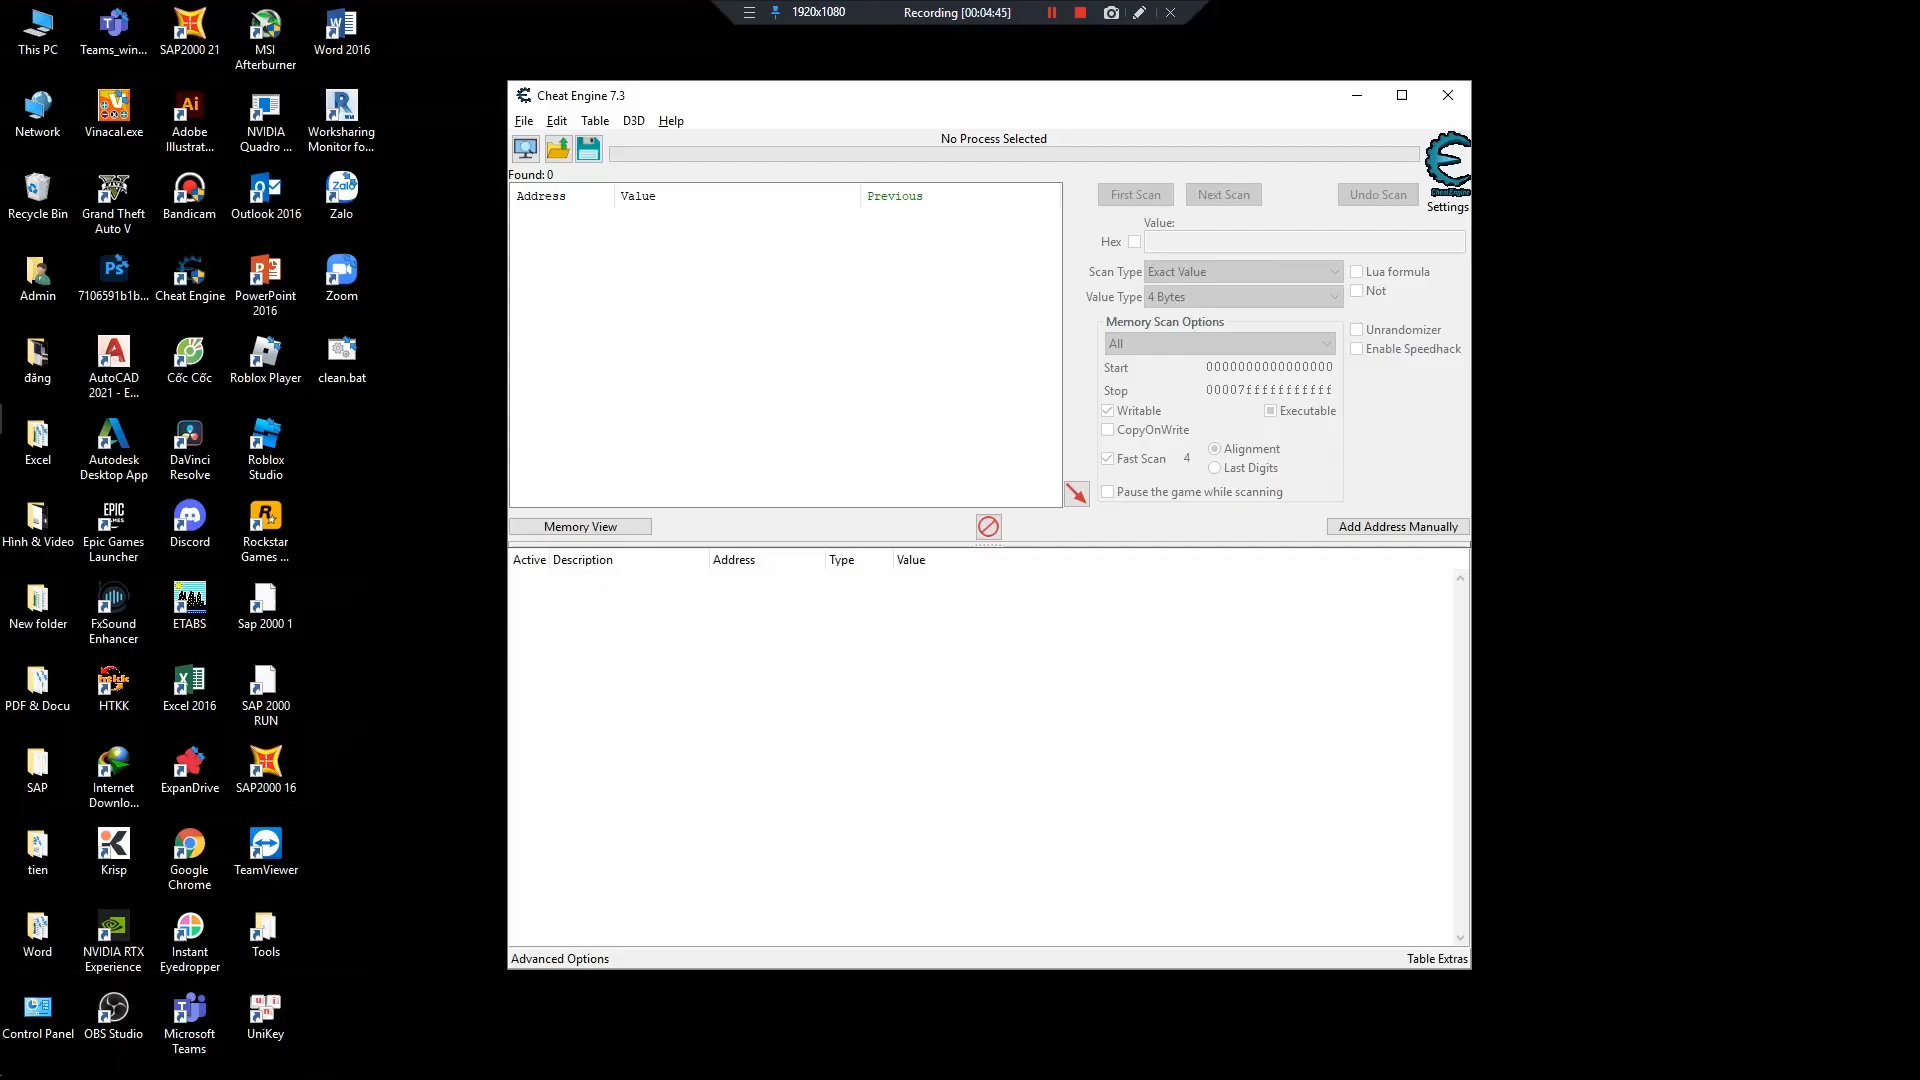 1920x1080
Recording [00:04:45]
This PC
Teams_win...
SAP2000 21
MSI
Afterburner
Word 2016
Network
Vinacal.exe
Adobe
Illustrat...
NVIDIA
Quadro ...
Worksharing
Monitor fo...
Recycle Bin
Grand Theft
Auto V
Bandicam
Outlook 2016
Zalo
Admin
7106591b1b...
Cheat Engine
PowerPoint
2016
Zoom
đăng
AutoCAD
2021 - E...
Cốc Cốc
Roblox Player
clean.bat
Excel
Autodesk
Desktop App
DaVinci
Resolve
Roblox
Studio
Hình & Video
Epic Games
Launcher
Discord
Rockstar
Games ...
New folder
FxSound
Enhancer
ETABS
Sap 2000 1
PDF & Docu
HTKK
Excel 2016
SAP 2000
RUN
SAP
Internet
Downlo...
ExpanDrive
SAP2000 16
tien
Krisp
Google
Chrome
TeamViewer
Word
NVIDIA RTX
Experience
Instant
Eyedropper
Tools
Control Panel
OBS Studio
Microsoft
Teams
UniKey
Cheat Engine 7.3
File Edit Table D3D Help
No Process Selected
Found: 0
Address Value Previous
First Scan Next Scan Undo Scan
Cheat Engine
Settings
Value:
Hex
Scan Type Exact Value
Lua formula
Value Type 4 Bytes
Not
Memory Scan Options
All
Unrandomizer
Enable Speedhack
Start 0000000000000000
Stop 00007fffffffffff
Writable Executable
CopyOnWrite
Fast Scan 4
Alignment
Last Digits
Pause the game while scanning
Memory View
Add Address Manually
Active Description Address Type Value
Advanced Options
Table Extras